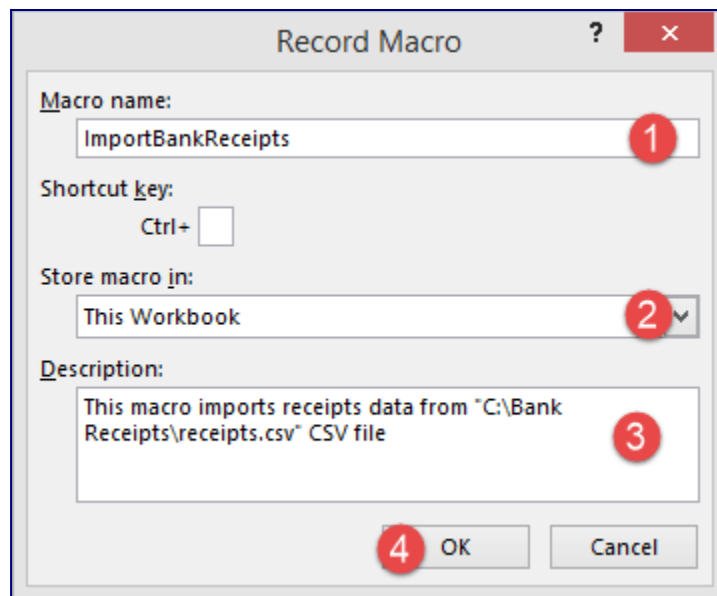 Record Macro ? ×
Macro name:
ImportBankReceipts 1
Shortcut key:
Ctrl+
Store macro in:
This Workbook 2
Description:
This macro imports receipts data from "C:\Bank
Receipts\receipts.csv" CSV file
3
4 OK Cancel